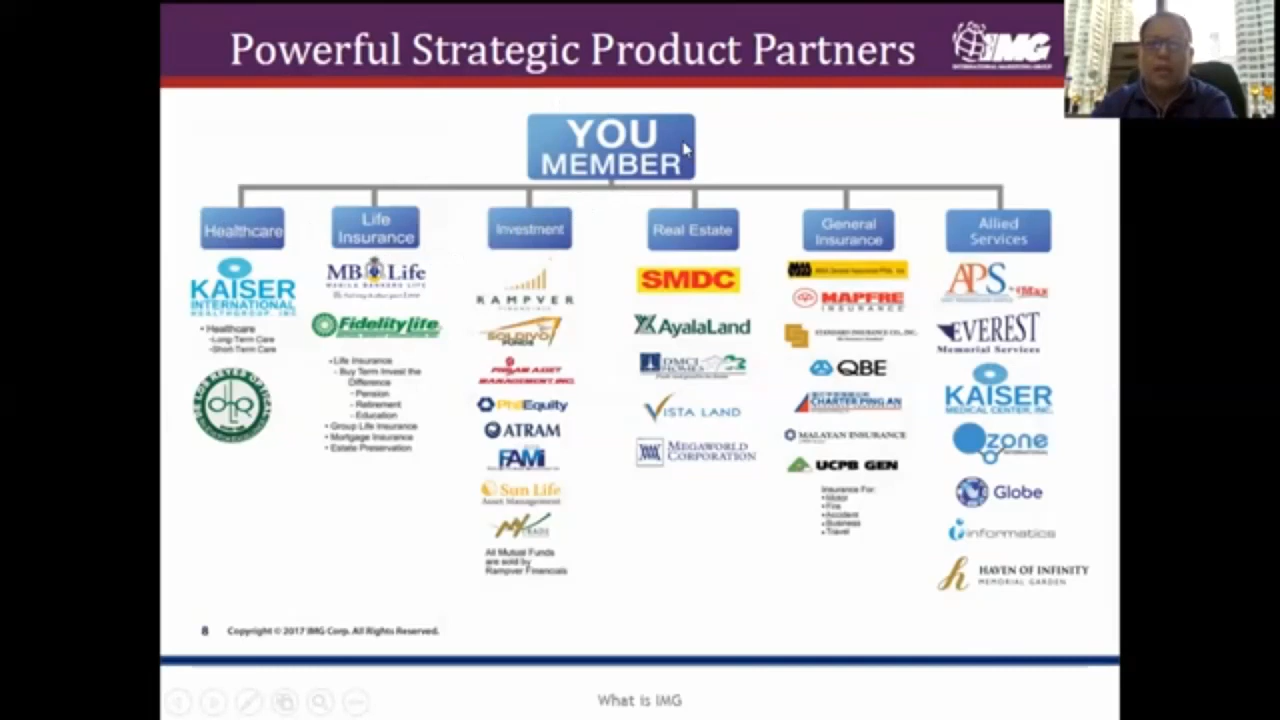 Powerful Strategic Product Partners
IMG
INTERNATIONAL MARKETING GROUP
YOU
MEMBER
Healthcare
KAISER
INTERNATIONAL
HEALTHGROUP, INC
• Healthcare
-Long Term Care
-Short Term Care
Life
Insurance
MB Life
MANILA BANKERS LIFE
Fidelity life
• Life Insurance
- Buy Term Invest the
Difference
- Pension
- Retirement
- Education
• Group Life Insurance
• Mortgage Insurance
• Estate Preservation
Investment
RAMPVER
FINANCIALS
SOLDIVO
FUNDS
PHILAM ASSET
MANAGEMENT INC.
PhilEquity
ATRAM
FAMI
Sun Life
Asset Management
TRADE
All Mutual Funds
are sold by
Rampver Financials
Real Estate
SMDC
AyalaLand
DMCI
HOMES
VISTA LAND
MEGAWORLD
CORPORATION
General
Insurance
MAPFRE
INSURANCE
STANDARD INSURANCE CO., INC.
QBE
CHARTER PING AN
MALAYAN INSURANCE
UCPB GEN
Insurance For:
• Motor
• Fire
• Accident
• Business
• Travel
Allied
Services
APS
EVEREST
Memorial Services
KAISER
MEDICAL CENTER, INC.
Ozone
INTERNATIONAL
Globe
informatics
HAVEN OF INFINITY
MEMORIAL GARDEN
8 Copyright © 2017 IMG Corp. All Rights Reserved.
What is IMG